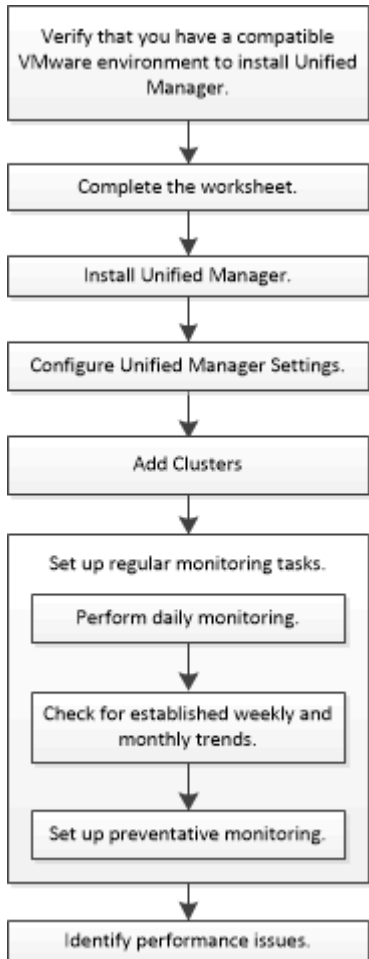 Verify that you have a compatible
VMware environment to install Unified
Manager.
Complete the worksheet.
Install Unified Manager.
Configure Unified Manager Settings.
Add Clusters
Set up regular monitoring tasks.
Perform daily monitoring.
Check for established weekly and
monthly trends.
Set up preventative monitoring.
Identify performance issues.